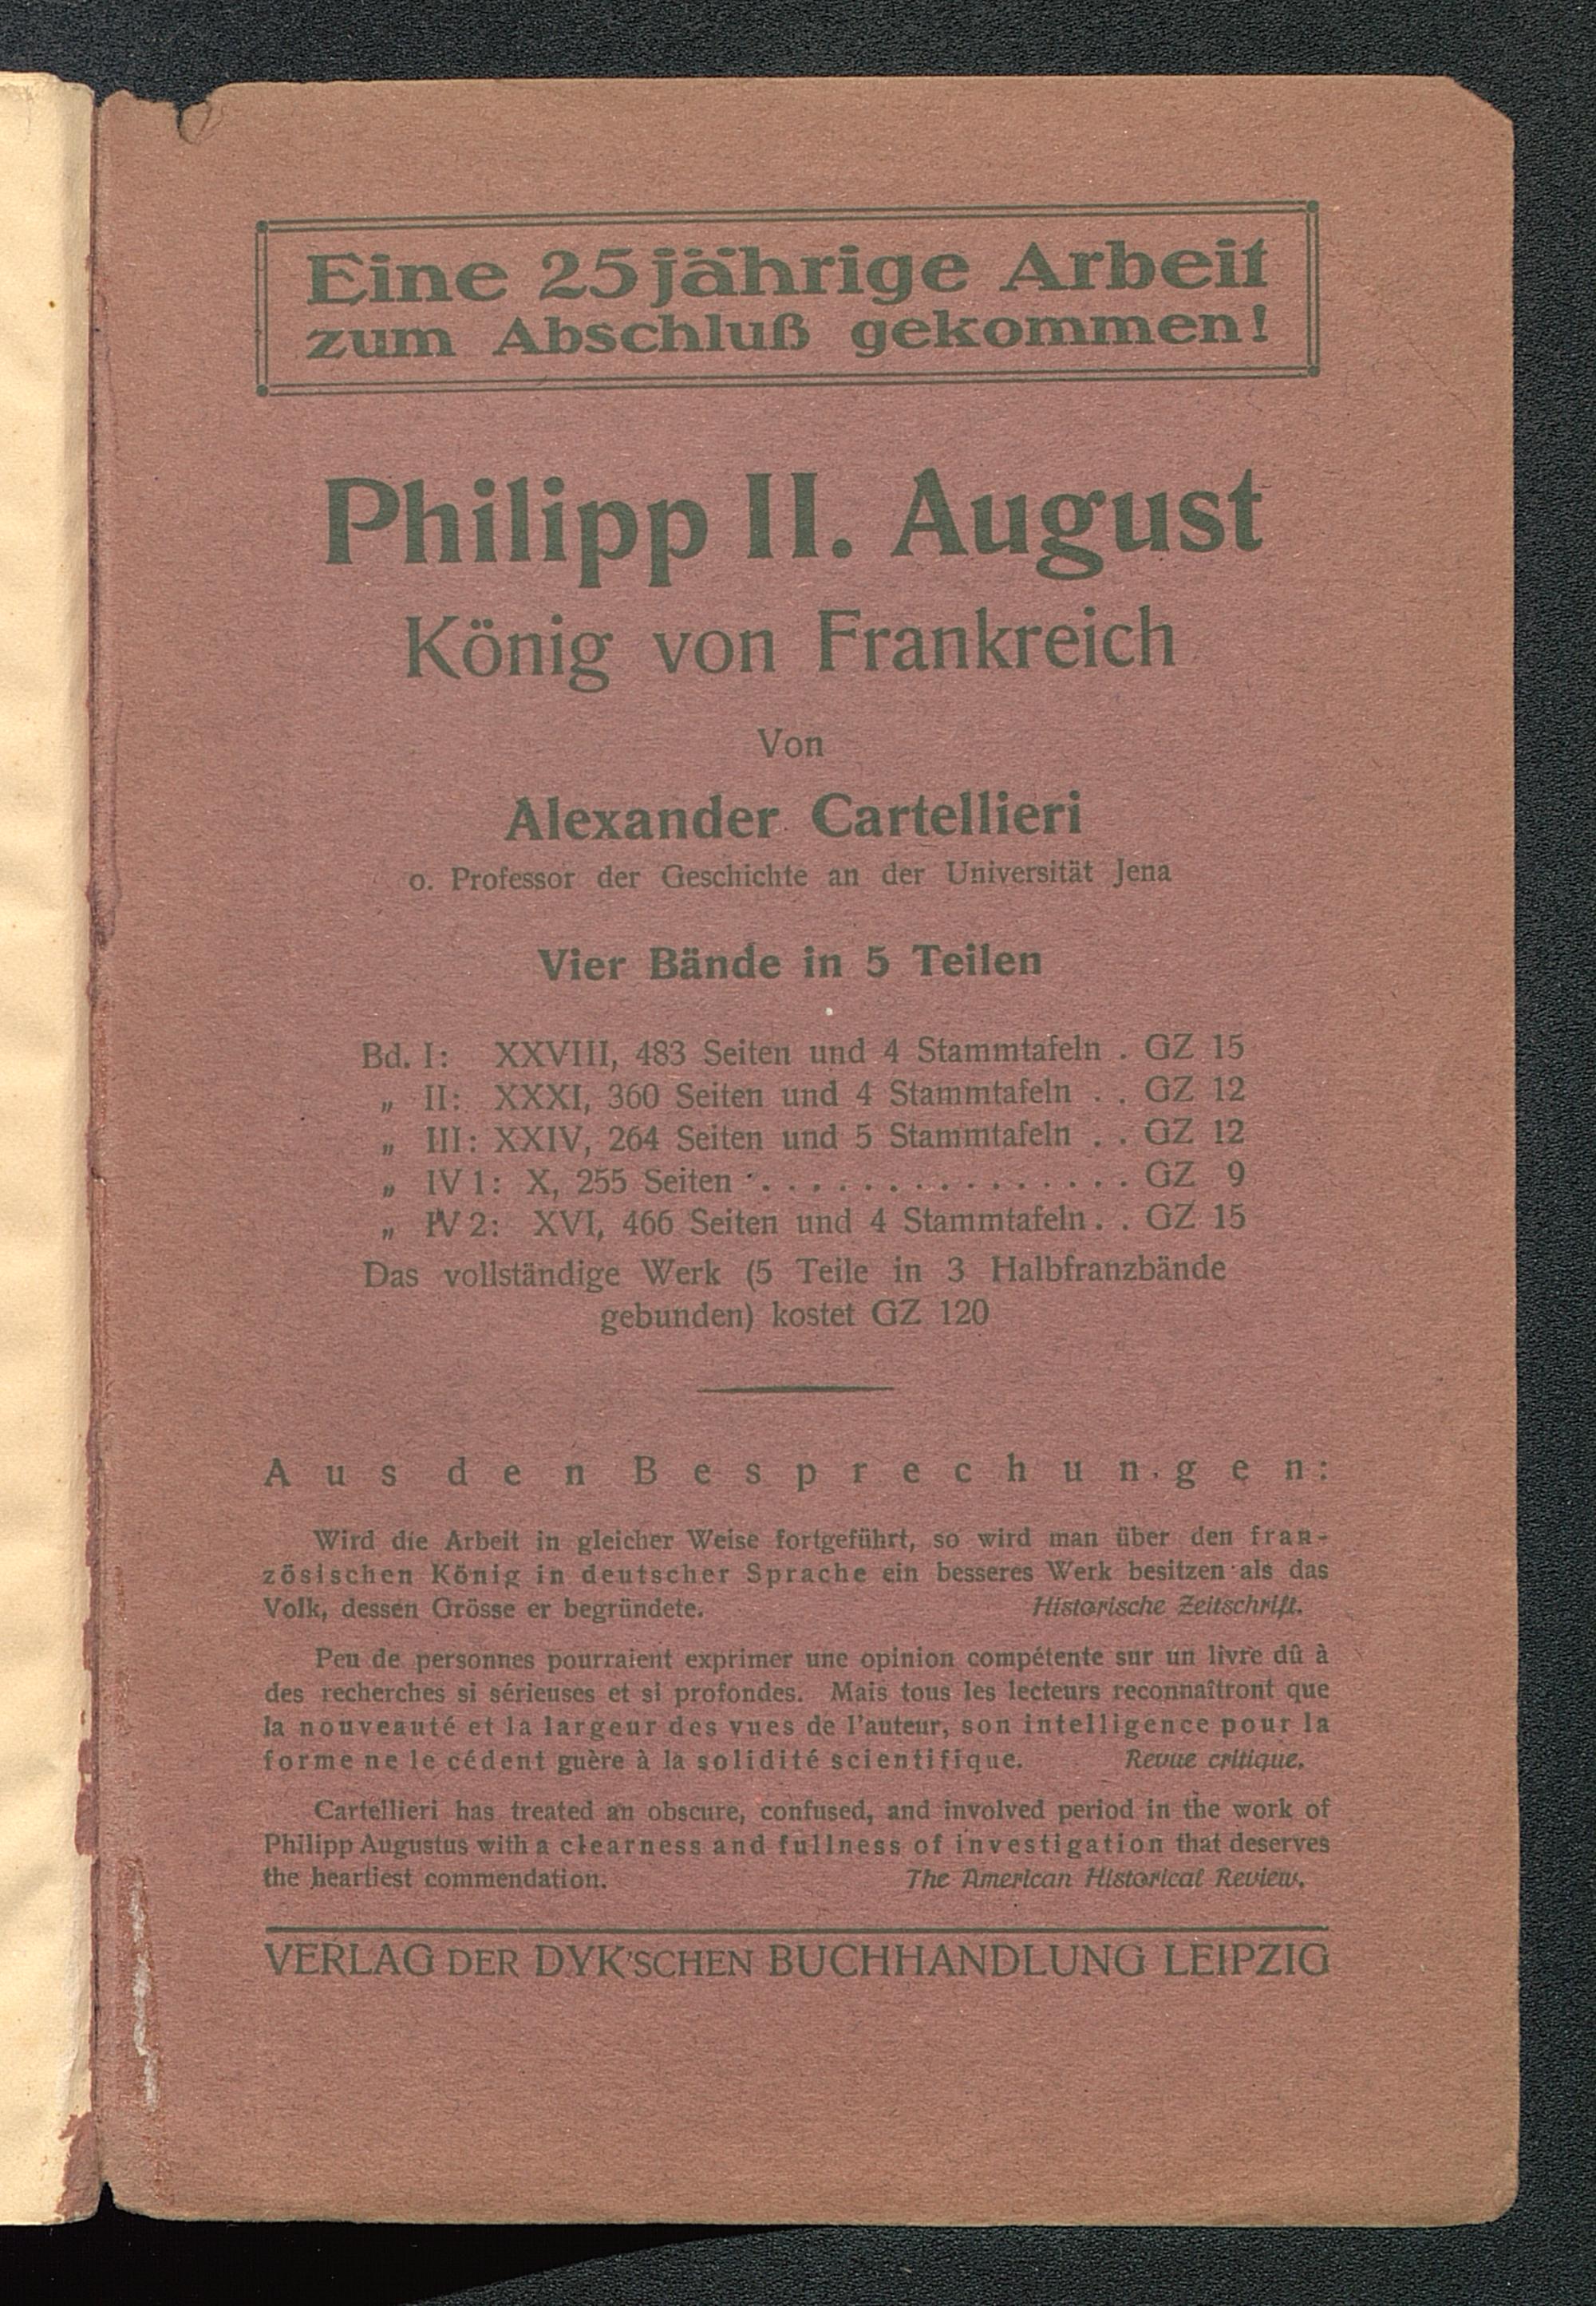 Eine 25jährige Arbeit
zum Abschluß gekommen!
Philipp II. August
König von Frankreich
Von
Alexander Cartellieri
o. Professor der Geschichte an der Universität Jena
Vier Bände in 5 Teilen
Bd. I: XXVIII, 483 Seiten und 4 Stammtafeln . GZ 15
„ II: XXXI, 360 Seiten und 4 Stammtafeln . . GZ 12
„ III: XXIV, 264 Seiten und 5 Stammtafeln . . GZ 12
„ IV 1: X, 255 Seiten . . . . . . . . . . . . . . . . GZ 9
„ IV 2: XVI, 466 Seiten und 4 Stammtafeln . . GZ 15
Das vollständige Werk (5 Teile in 3 Halbfranzbände
gebunden) kostet GZ 120
Aus den Besprechungen:
Wird die Arbeit in gleicher Weise fortgeführt, so wird man über den fran-
zösischen König in deutscher Sprache ein besseres Werk besitzen als das
Volk, dessen Grösse er begründete. Historische Zeitschrift.
Peu de personnes pourraient exprimer une opinion compétente sur un livre dû à
des recherches si sérieuses et si profondes. Mais tous les lecteurs reconnaîtront que
la nouveauté et la largeur des vues de l'auteur, son intelligence pour la
forme ne le cédent guère à la solidité scientifique. Revue critique.
Cartellieri has treated an obscure, confused, and involved period in the work of
Philipp Augustus with a clearness and fullness of investigation that deserves
the heartiest commendation. The American Historical Review.
VERLAG DER DYK'SCHEN BUCHHANDLUNG LEIPZIG